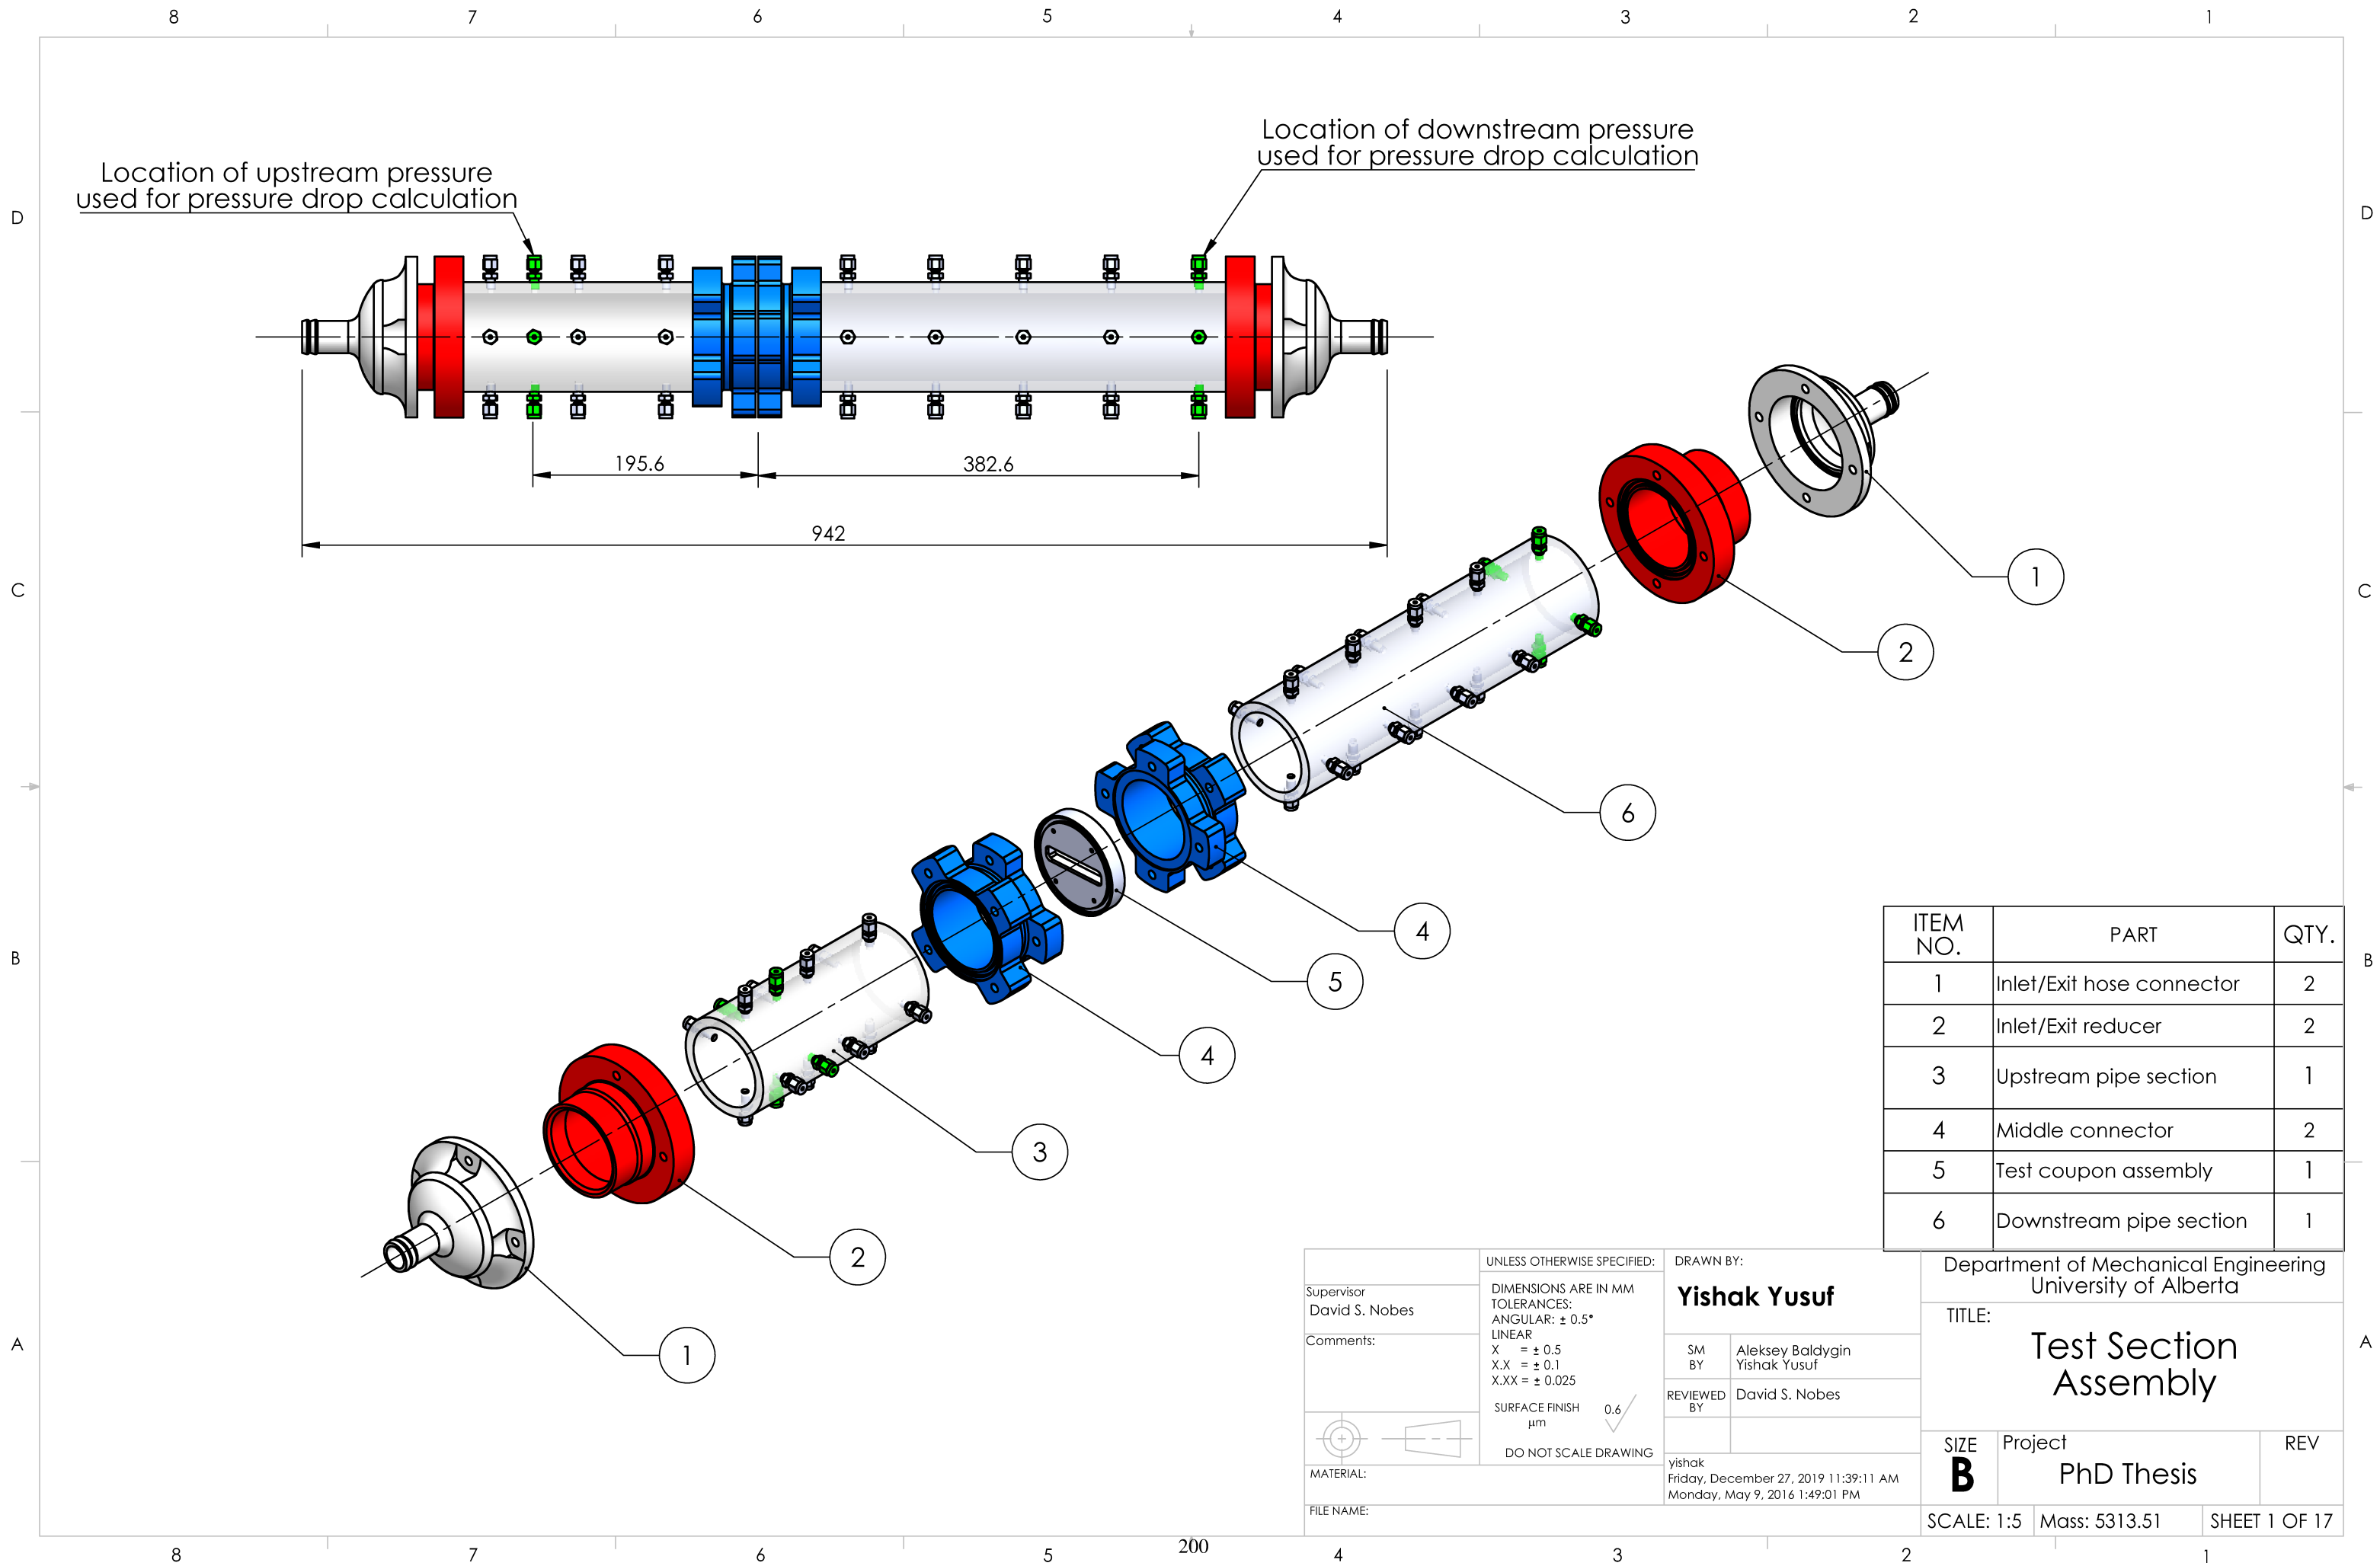 8 7 6 5 4 3 2 1
Location of upstream pressure
used for pressure drop calculation
Location of downstream pressure
used for pressure drop calculation
D
D
195.6
382.6
942
C
C
1
2
6
4
5
4
3
2
1
B
B
ITEM NO. PART QTY.
1 Inlet/Exit hose connector 2
2 Inlet/Exit reducer 2
3 Upstream pipe section 1
4 Middle connector 2
5 Test coupon assembly 1
6 Downstream pipe section 1
A
A
Supervisor
David S. Nobes
Comments:
UNLESS OTHERWISE SPECIFIED:
DIMENSIONS ARE IN MM
TOLERANCES:
ANGULAR: ± 0.5°
LINEAR
X = ± 0.5
X.X = ± 0.1
X.XX = ± 0.025
SURFACE FINISH 0.6
µm
DO NOT SCALE DRAWING
MATERIAL:
FILE NAME:
DRAWN BY:
Yishak Yusuf
SM BY
Aleksey Baldygin
Yishak Yusuf
REVIEWED BY
David S. Nobes
yishak
Friday, December 27, 2019 11:39:11 AM
Monday, May 9, 2016 1:49:01 PM
Department of Mechanical Engineering
University of Alberta
TITLE:
Test Section
Assembly
SIZE
B
Project
PhD Thesis
REV
SCALE: 1:5 Mass: 5313.51 SHEET 1 OF 17
8 7 6 5 200 4 3 2 1